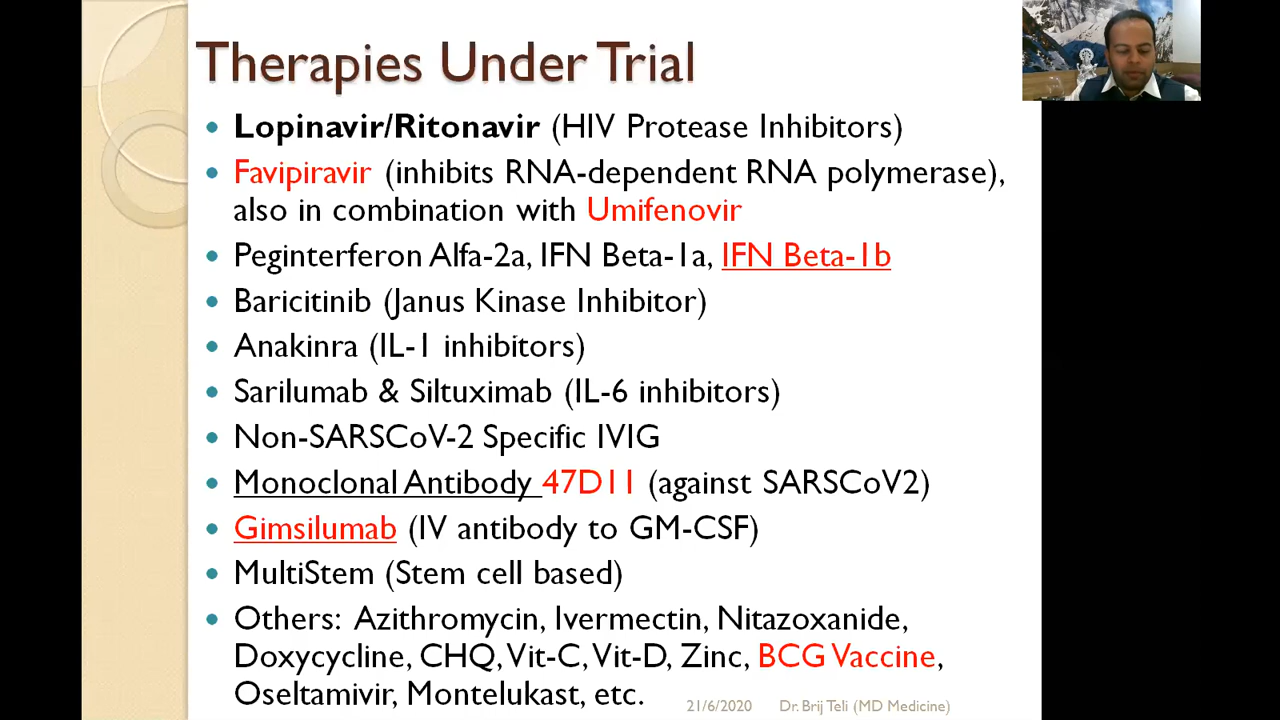 Therapies Under Trial
• Lopinavir/Ritonavir (HIV Protease Inhibitors)
• Favipiravir (inhibits RNA-dependent RNA polymerase),
also in combination with Umifenovir
• Peginterferon Alfa-2a, IFN Beta-1a, IFN Beta-1b
• Baricitinib (Janus Kinase Inhibitor)
• Anakinra (IL-1 inhibitors)
• Sarilumab & Siltuximab (IL-6 inhibitors)
• Non-SARSCoV-2 Specific IVIG
• Monoclonal Antibody 47D11 (against SARSCoV2)
• Gimsilumab (IV antibody to GM-CSF)
• MultiStem (Stem cell based)
• Others: Azithromycin, Ivermectin, Nitazoxanide,
Doxycycline, CHQ, Vit-C, Vit-D, Zinc, BCG Vaccine,
Oseltamivir, Montelukast, etc.
21/6/2020 Dr. Brij Teli (MD Medicine)